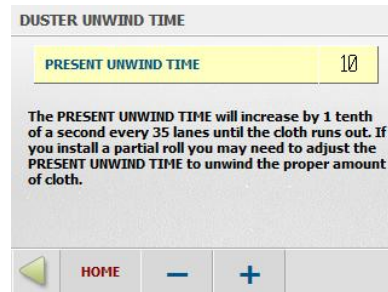 DUSTER UNWIND TIME
PRESENT UNWIND TIME 10
The PRESENT UNWIND TIME will increase by 1 tenth
of a second every 35 lanes until the cloth runs out. If
you install a partial roll you may need to adjust the
PRESENT UNWIND TIME to unwind the proper amount
of cloth.
HOME − +